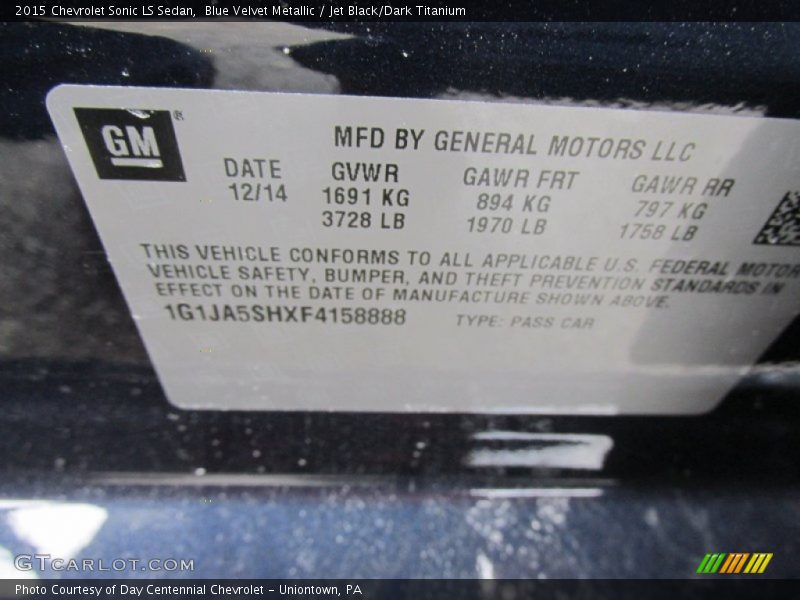 2015 Chevrolet Sonic LS Sedan,  Blue Velvet Metallic / Jet Black/Dark Titanium
GM ®
MFD BY GENERAL MOTORS LLC
DATE GVWR GAWR FRT GAWR RR
12/14 1691 KG 894 KG 797 KG
3728 LB 1970 LB 1758 LB
THIS VEHICLE CONFORMS TO ALL APPLICABLE U.S. FEDERAL MOTOR
VEHICLE SAFETY, BUMPER, AND THEFT PREVENTION STANDARDS IN
EFFECT ON THE DATE OF MANUFACTURE SHOWN ABOVE.
1G1JA5SHXF4158888 TYPE: PASS CAR
GTCARLOT.COM
Photo Courtesy of Day Centennial Chevrolet - Uniontown, PA